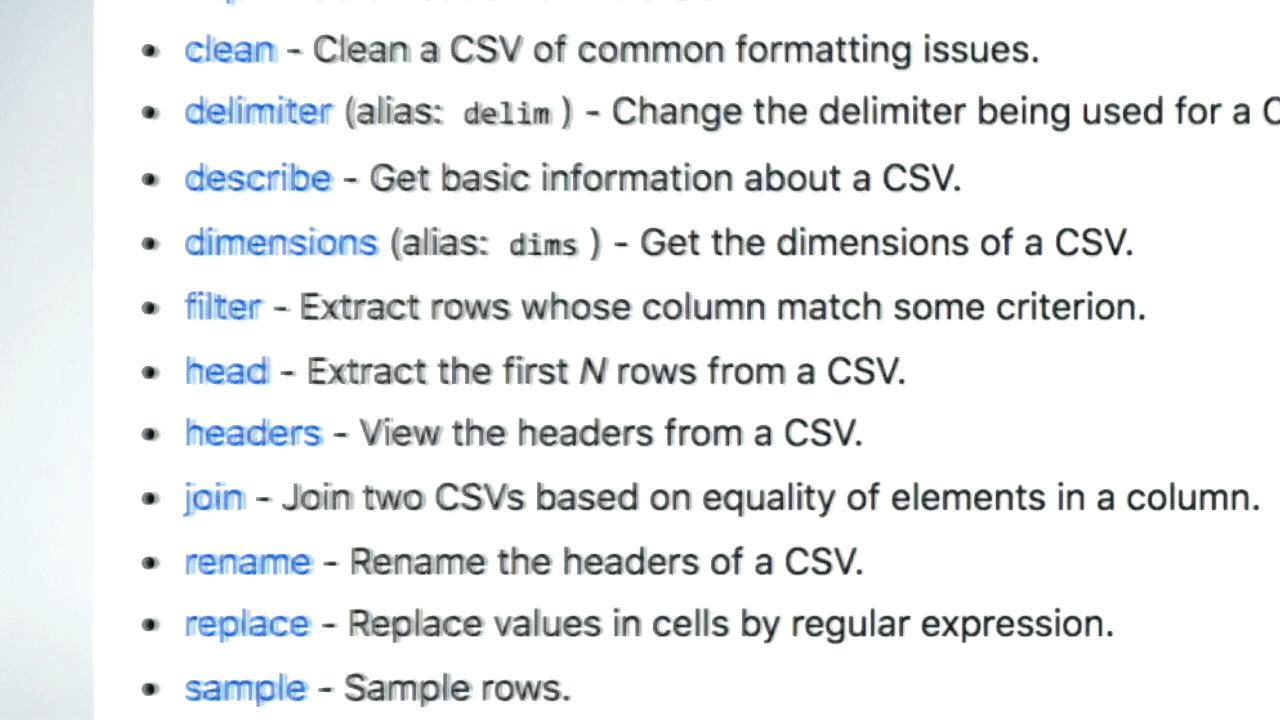 • clean - Clean a CSV of common formatting issues.
• delimiter (alias: delim ) - Change the delimiter being used for a
• describe - Get basic information about a CSV.
• dimensions (alias: dims ) - Get the dimensions of a CSV.
• filter - Extract rows whose column match some criterion.
• head - Extract the first N rows from a CSV.
• headers - View the headers from a CSV.
• join - Join two CSVs based on equality of elements in a column.
• rename - Rename the headers of a CSV.
• replace - Replace values in cells by regular expression.
• sample - Sample rows.